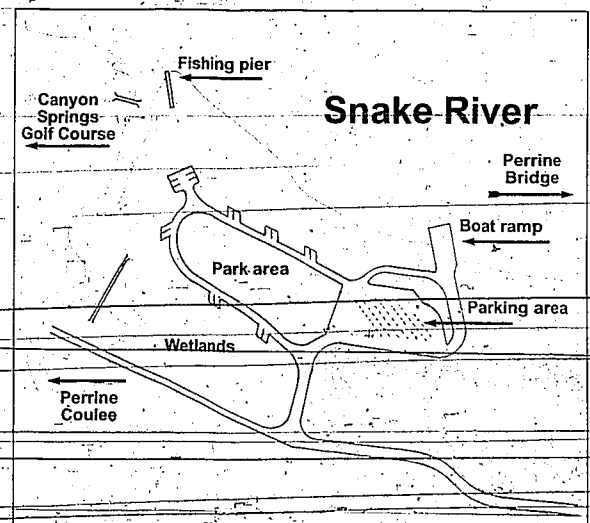 Fishing pier
Canyon
Springs
Golf Course
Snake River
Perrine
Bridge
Boat ramp
Park area
Parking area
Wetlands
Perrine
Coulee